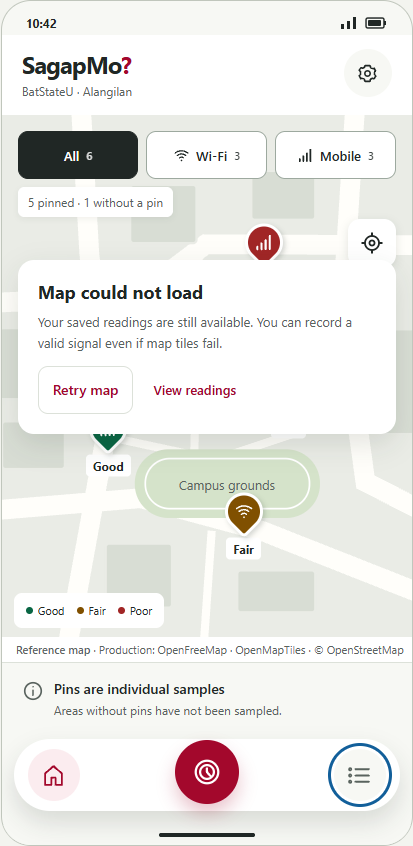 10:42
SagapMo?
BatStateU · Alangilan
All 6
Wi-Fi 3
Mobile 3
5 pinned · 1 without a pin
Map could not load
Your saved readings are still available. You can record a
valid signal even if map tiles fail.
Retry map
View readings
Good
Campus grounds
Fair
Good
Fair
Poor
Reference map · Production: OpenFreeMap · OpenMapTiles · © OpenStreetMap
Pins are individual samples
Areas without pins have not been sampled.